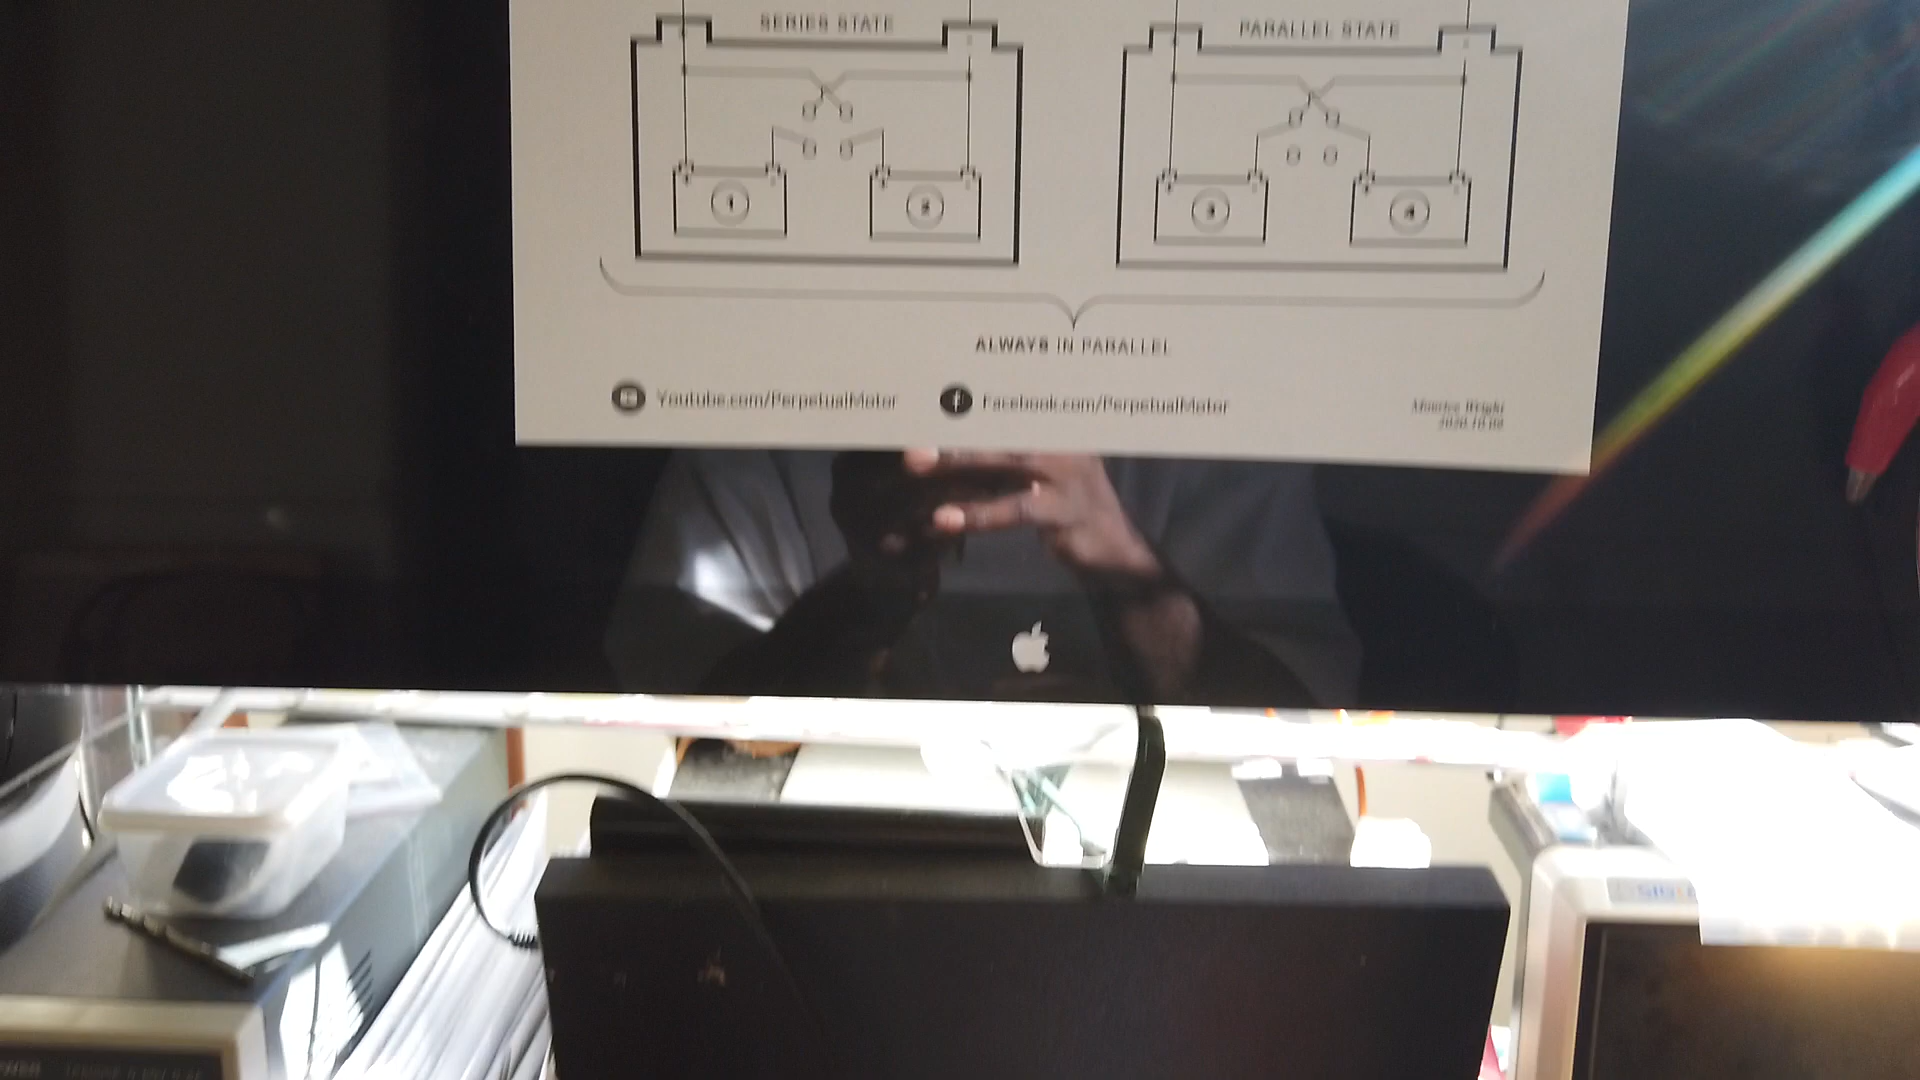 SERIES STATE
PARALLEL STATE
1
2
3
4
ALWAYS IN PARALLEL
Youtube.com/PerpetualMotor
Facebook.com/PerpetualMotor